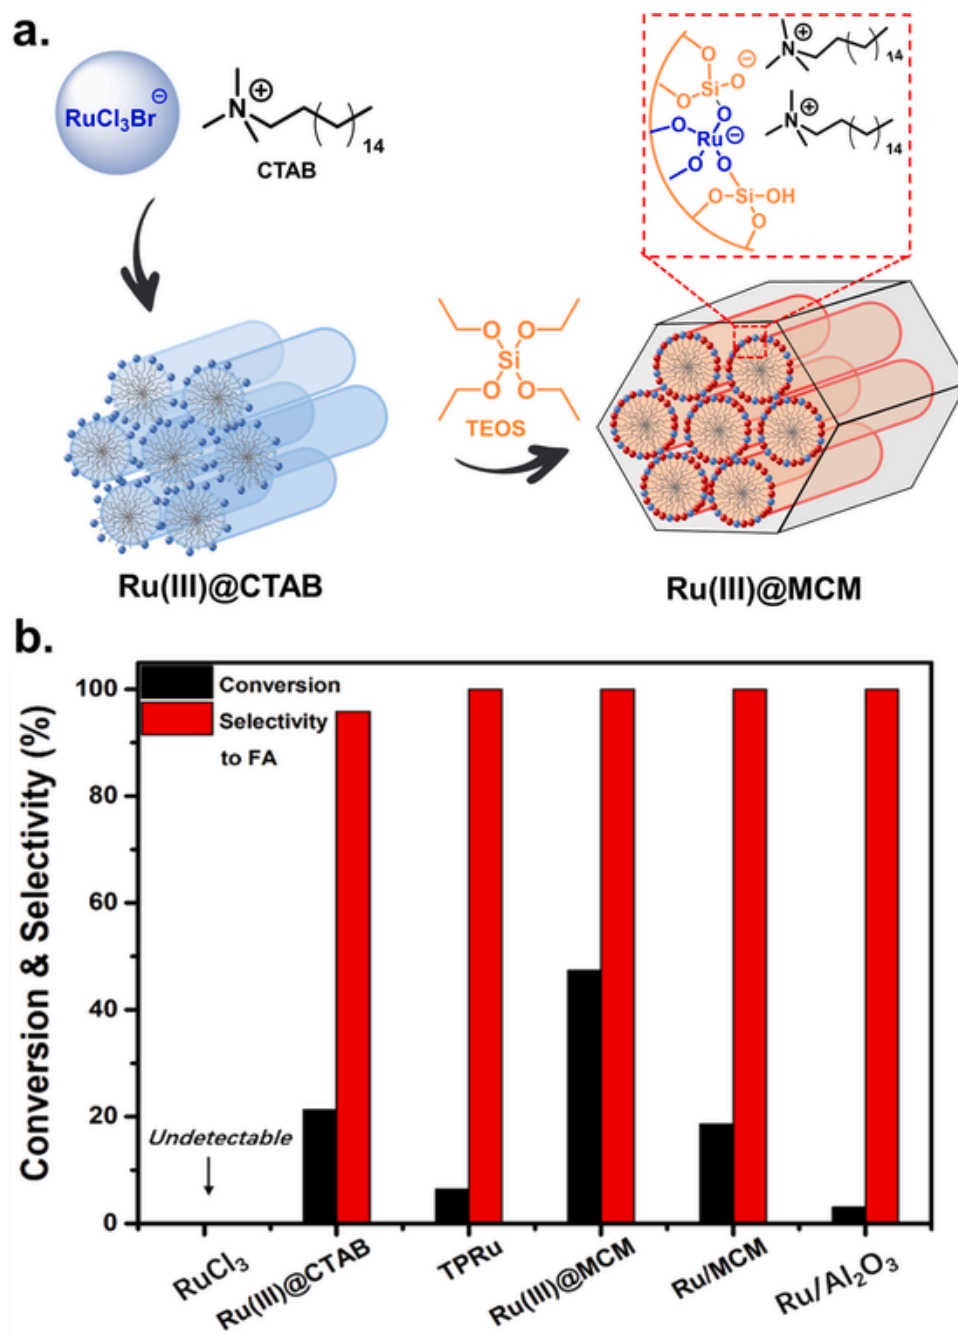 a.
RuCl₃Br⊖
N⊕
14
CTAB
O
Si
O
O⊖
O
O
Ru⊖
O
O
O
Si
OH
O
N⊕
14
N⊕
14
O
O
Si
O
O
TEOS
Ru(III)@CTAB
Ru(III)@MCM
b.
Conversion & Selectivity (%)
100
80
60
40
20
0
Conversion
Selectivity
to FA
Undetectable
RuCl₃
Ru(III)@CTAB
TPRu
Ru(III)@MCM
Ru/MCM
Ru/Al₂O₃